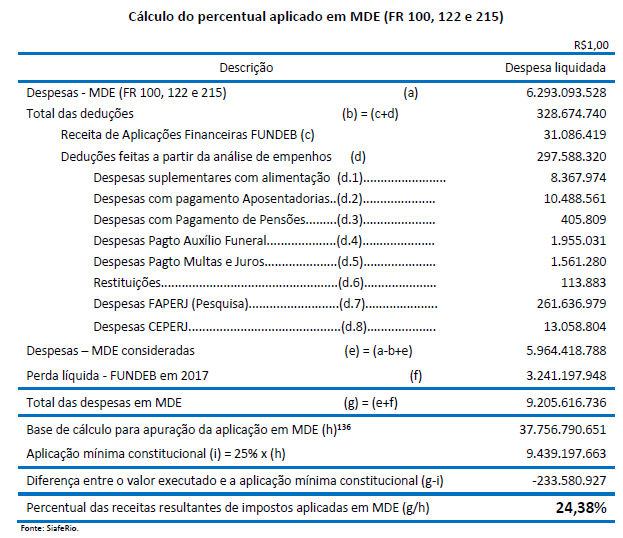 Cálculo do percentual aplicado em MDE (FR 100, 122 e 215)
R$1,00
Descrição Despesa liquidada
Despesas - MDE (FR 100, 122 e 215) (a) 6.293.093.528
Total das deduções (b) = (c+d) 328.674.740
Receita de Aplicações Financeiras FUNDEB (c) 31.086.419
Deduções feitas a partir da análise de empenhos (d) 297.588.320
Despesas suplementares com alimentação (d.1)........................ 8.367.974
Despesas com pagamento Aposentadorias..(d.2)..................... 10.488.561
Despesas com Pagamento de Pensões.........(d.3)..................... 405.809
Despesas Pagto Auxílio Funeral....................(d.4)..................... 1.955.031
Despesas Pagto Multas e Juros.....................(d.5)..................... 1.561.280
Restituições...................................................(d.6)..................... 113.883
Despesas FAPERJ (Pesquisa)..........................(d.7)..................... 261.636.979
Despesas CEPERJ............................................(d.8).................... 13.058.804
Despesas – MDE consideradas (e) = (a-b+e) 5.964.418.788
Perda líquida - FUNDEB em 2017 (f) 3.241.197.948
Total das despesas em MDE (g) = (e+f) 9.205.616.736
Base de cálculo para apuração da aplicação em MDE (h)¹³⁶ 37.756.790.651
Aplicação mínima constitucional (i) = 25% x (h) 9.439.197.663
Diferença entre o valor executado e a aplicação mínima constitucional (g-i) -233.580.927
Percentual das receitas resultantes de impostos aplicadas em MDE (g/h) 24,38%
Fonte: SiafeRio.